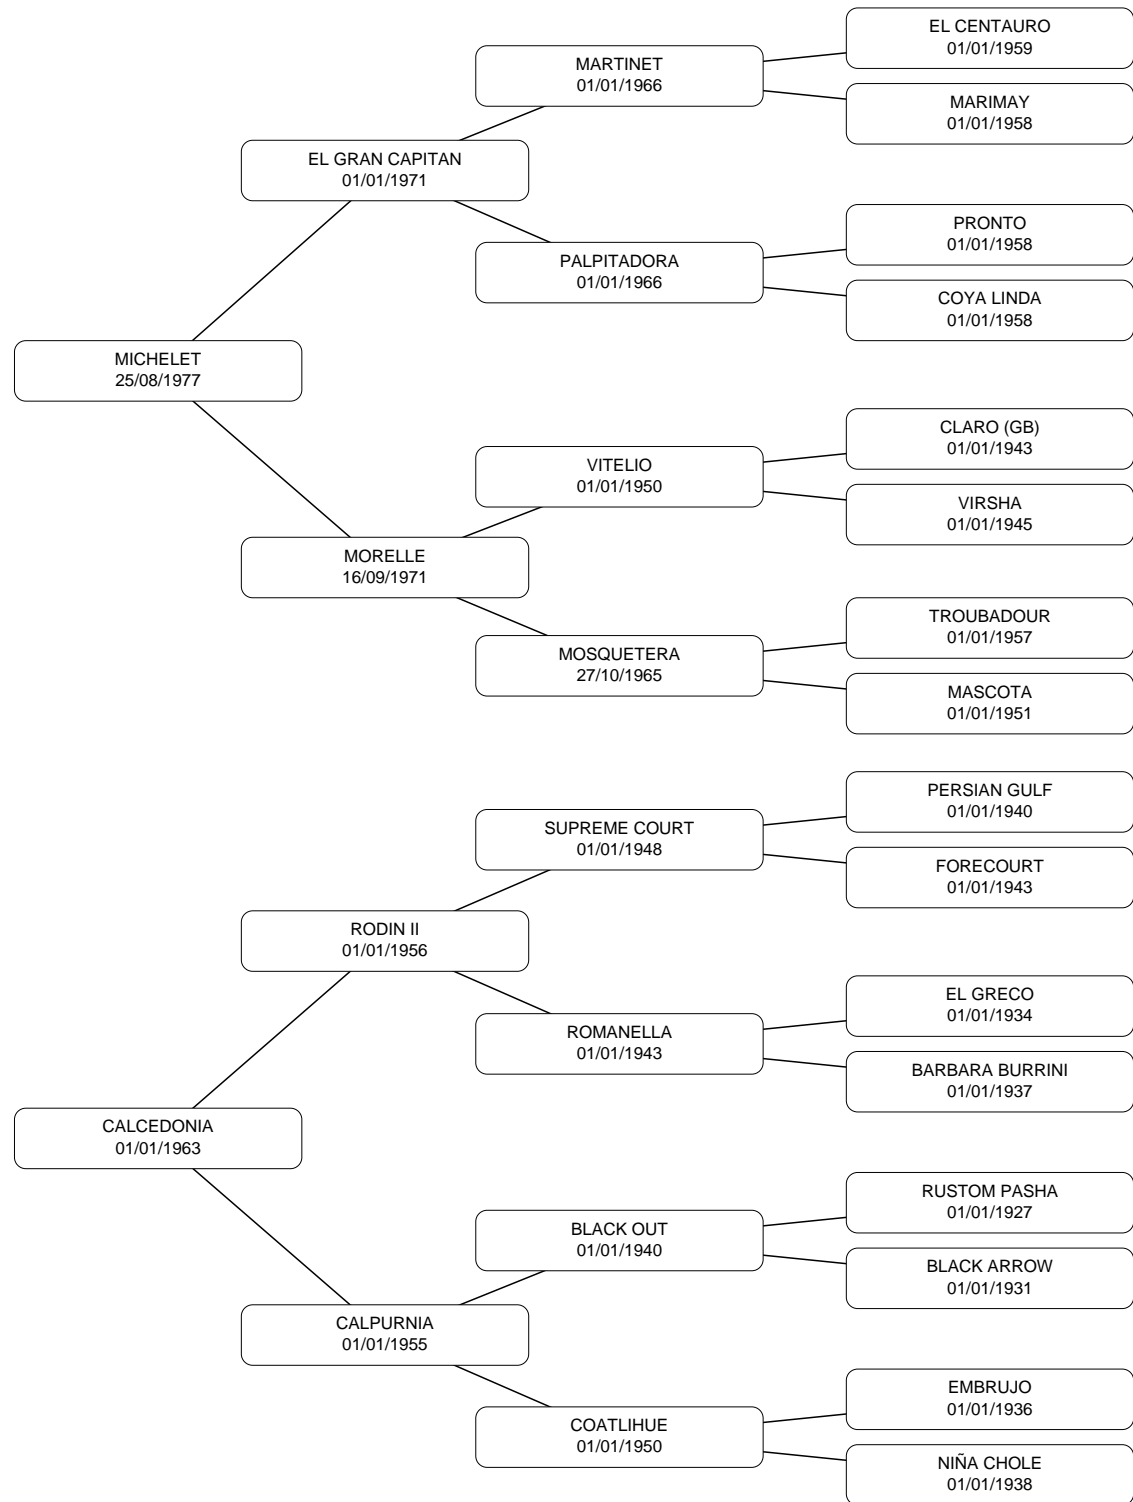 EL CENTAURO
01/01/1959
MARTINET
01/01/1966
MARIMAY
01/01/1958
EL GRAN CAPITAN
01/01/1971
PRONTO
01/01/1958
PALPITADORA
01/01/1966
COYA LINDA
01/01/1958
MICHELET
25/08/1977
CLARO (GB)
01/01/1943
VITELIO
01/01/1950
VIRSHA
01/01/1945
MORELLE
16/09/1971
TROUBADOUR
01/01/1957
MOSQUETERA
27/10/1965
MASCOTA
01/01/1951
PERSIAN GULF
01/01/1940
SUPREME COURT
01/01/1948
FORECOURT
01/01/1943
RODIN II
01/01/1956
EL GRECO
01/01/1934
ROMANELLA
01/01/1943
BARBARA BURRINI
01/01/1937
CALCEDONIA
01/01/1963
RUSTOM PASHA
01/01/1927
BLACK OUT
01/01/1940
BLACK ARROW
01/01/1931
CALPURNIA
01/01/1955
EMBRUJO
01/01/1936
COATLIHUE
01/01/1950
NIÑA CHOLE
01/01/1938